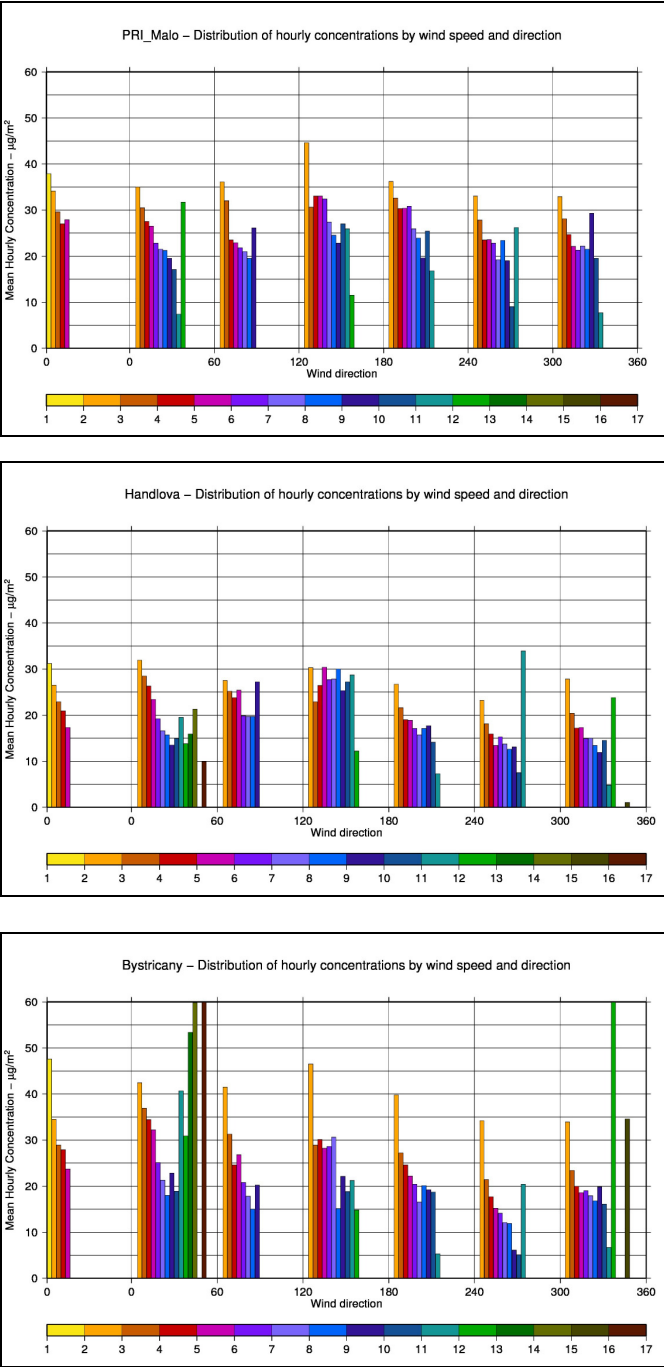 PRI_Malo − Distribution of hourly concentrations by wind speed and direction
60
50
40
30
20
10
0
Mean Hourly Concentration − µg/m²
0 0 60 120 180 240 300 360
Wind direction
1 2 3 4 5 6 7 8 9 10 11 12 13 14 15 16 17
Handlova − Distribution of hourly concentrations by wind speed and direction
60
50
40
30
20
10
0
Mean Hourly Concentration − µg/m²
0 0 60 120 180 240 300 360
Wind direction
1 2 3 4 5 6 7 8 9 10 11 12 13 14 15 16 17
Bystricany − Distribution of hourly concentrations by wind speed and direction
60
50
40
30
20
10
0
Mean Hourly Concentration − µg/m²
0 0 60 120 180 240 300 360
Wind direction
1 2 3 4 5 6 7 8 9 10 11 12 13 14 15 16 17